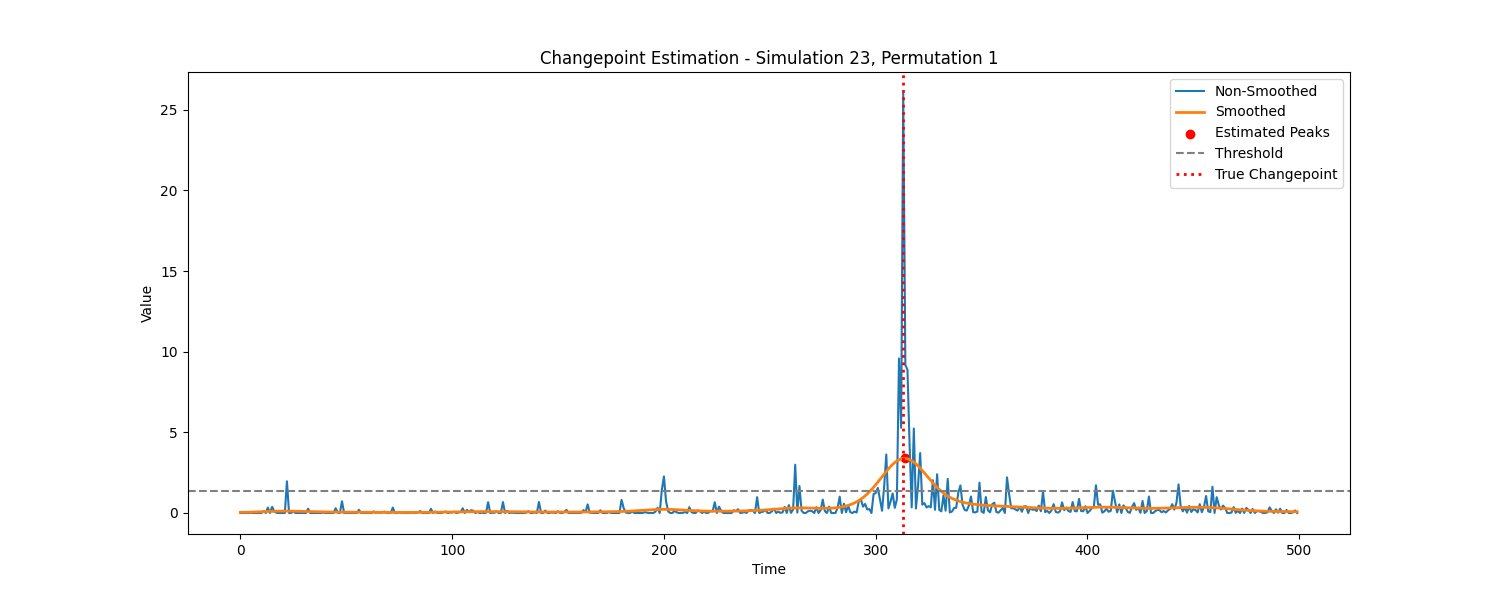 Changepoint Estimation - Simulation 23, Permutation 1
Non-Smoothed
Smoothed
Estimated Peaks
Threshold
True Changepoint
Value
25
20
15
10
5
0
0 100 200 300 400 500
Time